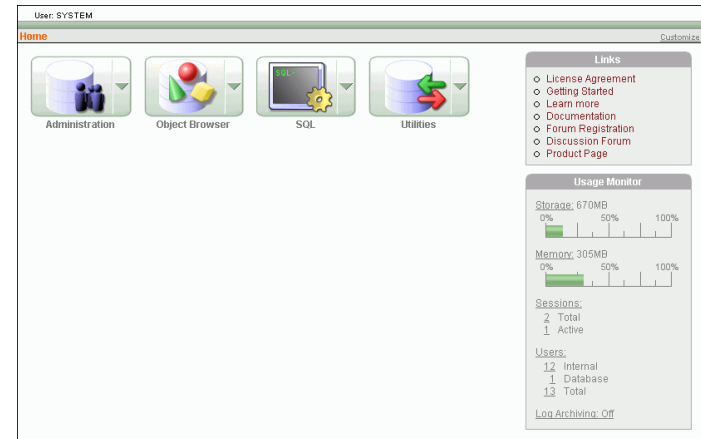 User: SYSTEM
Home
Customize
SQL>
Administration
Object Browser
SQL
Utilities
Links
License Agreement
Getting Started
Learn more
Documentation
Forum Registration
Discussion Forum
Product Page
Usage Monitor
Storage: 670MB
0% 50% 100%
Memory: 305MB
0% 50% 100%
Sessions:
2 Total
1 Active
Users:
12 Internal
1 Database
13 Total
Log Archiving: Off